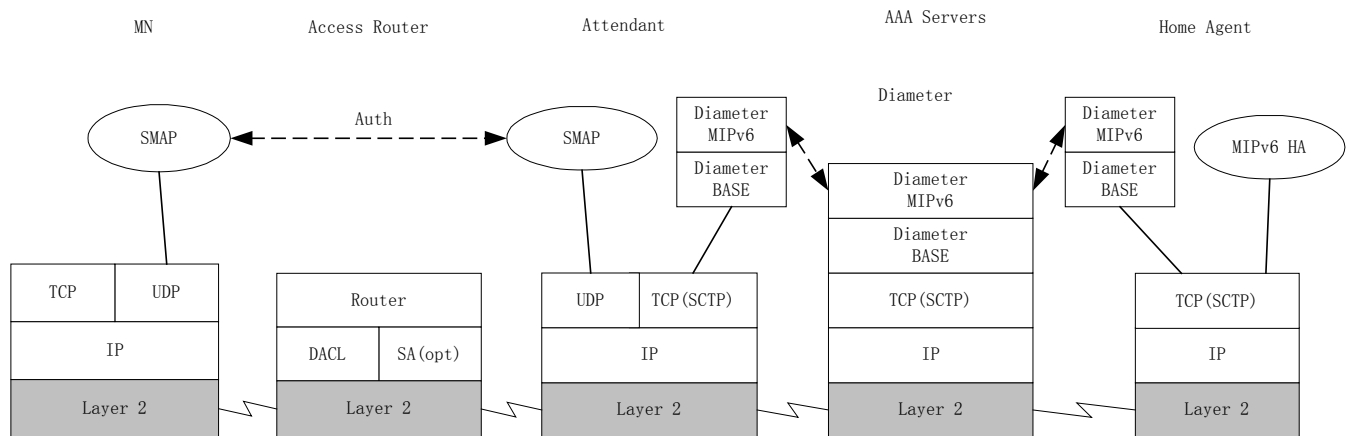 MN
Access Router
Attendant
AAA Servers
Home Agent
Diameter
Auth
SMAP
SMAP
Diameter
MIPv6
Diameter
BASE
Diameter
MIPv6
Diameter
BASE
MIPv6 HA
Diameter
MIPv6
Diameter
BASE
TCP
UDP
Router
UDP
TCP(SCTP)
TCP(SCTP)
TCP(SCTP)
IP
DACL
SA(opt)
IP
IP
IP
Layer 2
Layer 2
Layer 2
Layer 2
Layer 2